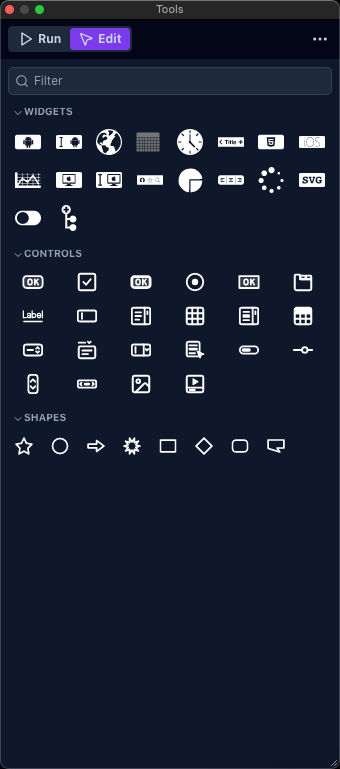 Tools
Run Edit
Filter
WIDGETS
Title
iOS
SVG
CONTROLS
OK OK OK
Label
SHAPES